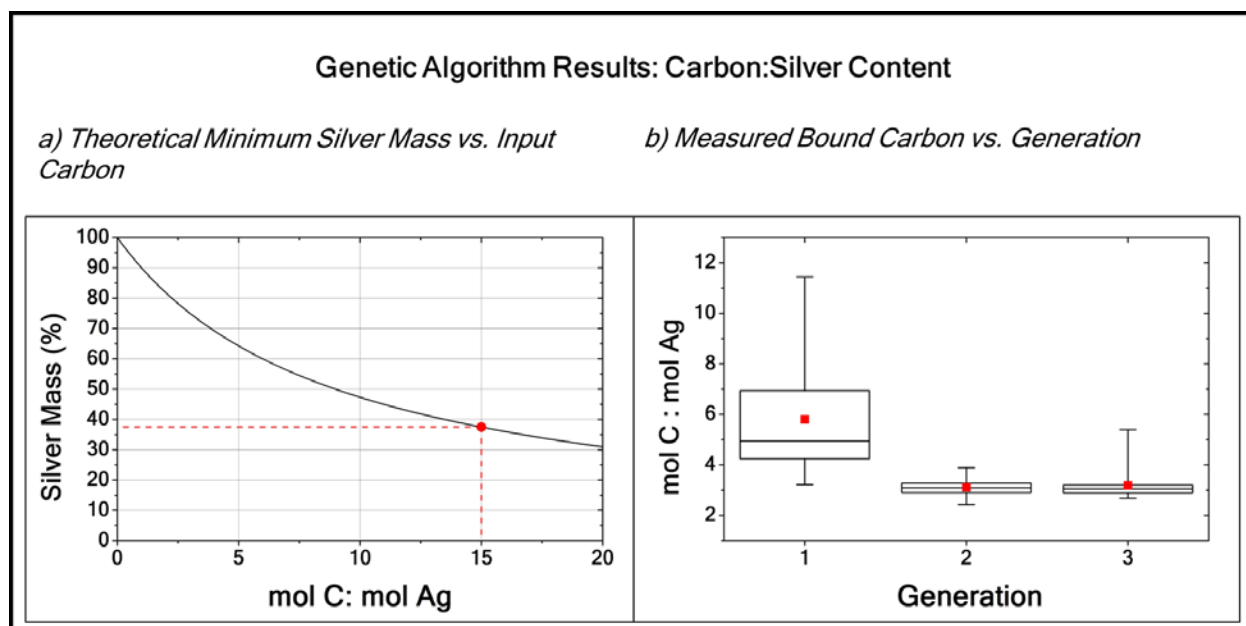 Genetic Algorithm Results: Carbon:Silver Content
a) Theoretical Minimum Silver Mass vs. Input
Carbon
b) Measured Bound Carbon vs. Generation
Silver Mass (%)
100
90
80
70
60
50
40
30
20
10
0
0 5 10 15 20
mol C: mol Ag
mol C : mol Ag
12
10
8
6
4
2
1 2 3
Generation